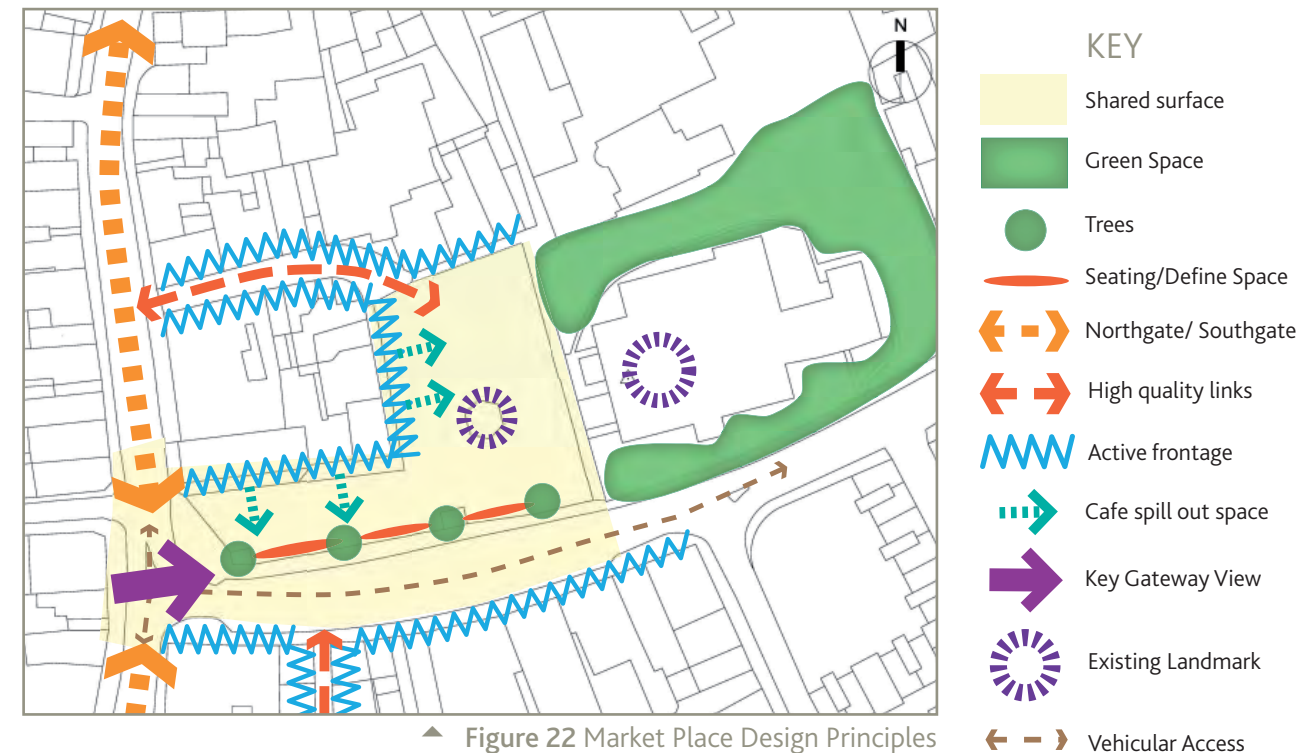 N
KEY
Shared surface
Green Space
Trees
Seating/Define Space
Northgate/ Southgate
High quality links
Active frontage
Cafe spill out space
Key Gateway View
Existing Landmark
Vehicular Access
Figure 22 Market Place Design Principles